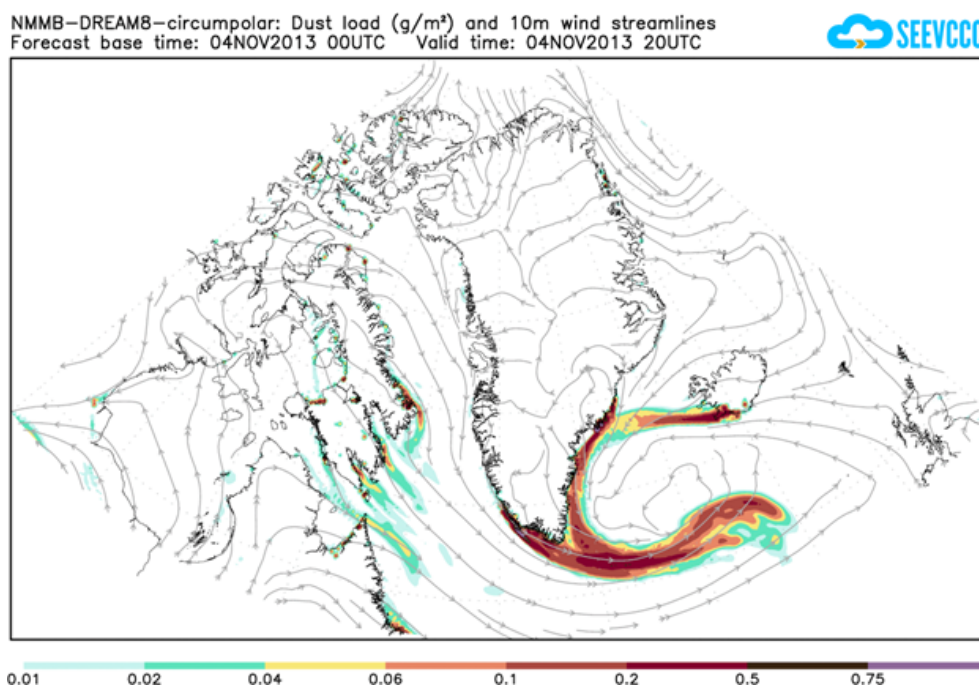 NMMB-DREAM8-circumpolar: Dust load (g/m²) and 10m wind streamlines
Forecast base time: 04NOV2013 00UTC Valid time: 04NOV2013 20UTC
SEEVCCC
0.01 0.02 0.04 0.06 0.1 0.2 0.5 0.75